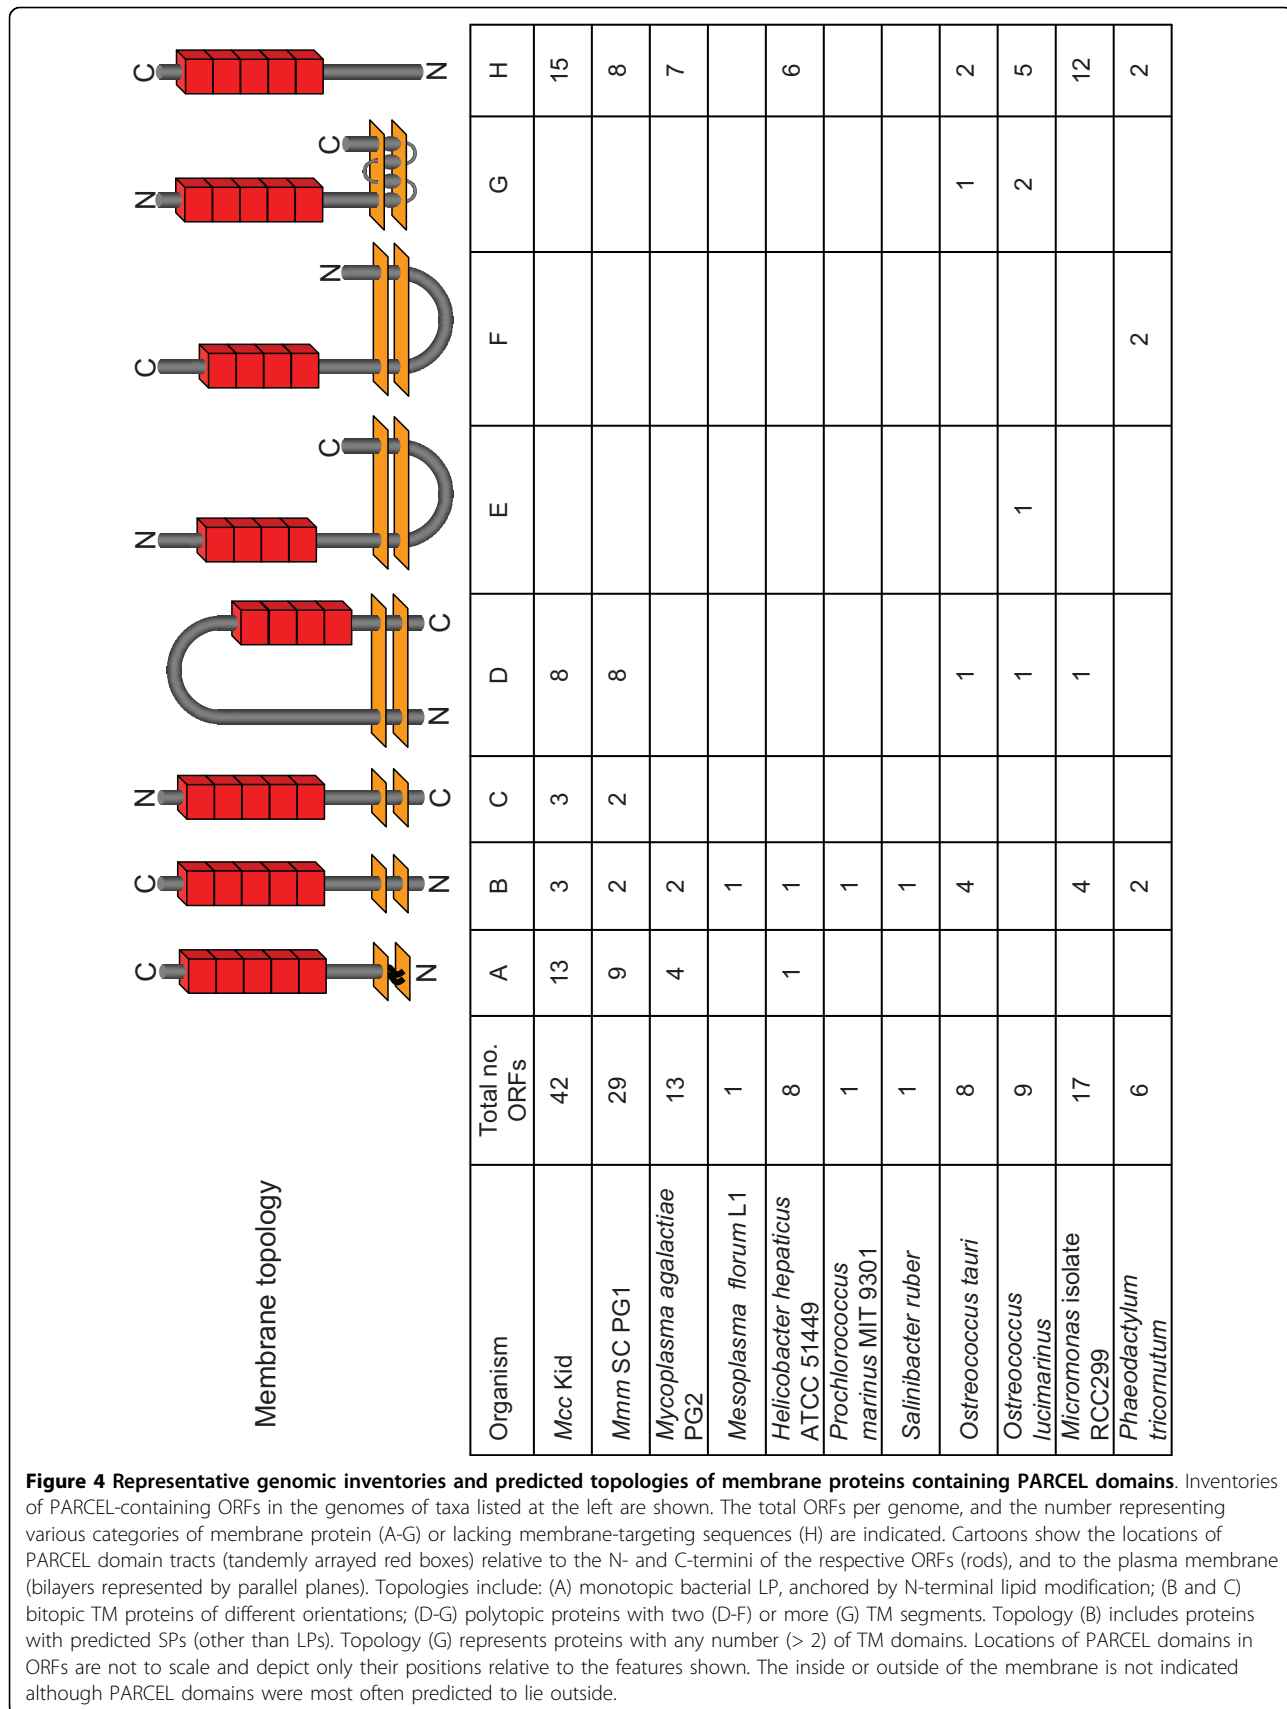 C C N N C N C
Membrane topology
C N C
N N C N C N
Organism Total no. ORFs A B C D E F G H
Mcc Kid 42 13 3 3 8 15
Mmm SC PG1 29 9 2 2 8 8
Mycoplasma agalactiae PG2 13 4 2 7
Mesoplasma florum L1 1 1
Helicobacter hepaticus ATCC 51449 8 1 1 6
Prochlorococcus marinus MIT 9301 1 1
Salinibacter ruber 1 1
Ostreococcus tauri 8 4 1 1 2
Ostreococcus lucimarinus 9 1 1 2 5
Micromonas isolate RCC299 17 4 1 12
Phaeodactylum tricornutum 6 2 2 2
Figure 4 Representative genomic inventories and predicted topologies of membrane proteins containing PARCEL domains. Inventories
of PARCEL-containing ORFs in the genomes of taxa listed at the left are shown. The total ORFs per genome, and the number representing
various categories of membrane protein (A-G) or lacking membrane-targeting sequences (H) are indicated. Cartoons show the locations of
PARCEL domain tracts (tandemly arrayed red boxes) relative to the N- and C-termini of the respective ORFs (rods), and to the plasma membrane
(bilayers represented by parallel planes). Topologies include: (A) monotopic bacterial LP, anchored by N-terminal lipid modification; (B and C)
bitopic TM proteins of different orientations; (D-G) polytopic proteins with two (D-F) or more (G) TM segments. Topology (B) includes proteins
with predicted SPs (other than LPs). Topology (G) represents proteins with any number (> 2) of TM domains. Locations of PARCEL domains in
ORFs are not to scale and depict only their positions relative to the features shown. The inside or outside of the membrane is not indicated
although PARCEL domains were most often predicted to lie outside.